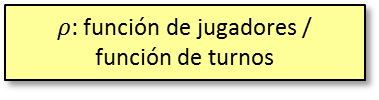 𝜌: función de jugadores /
función de turnos